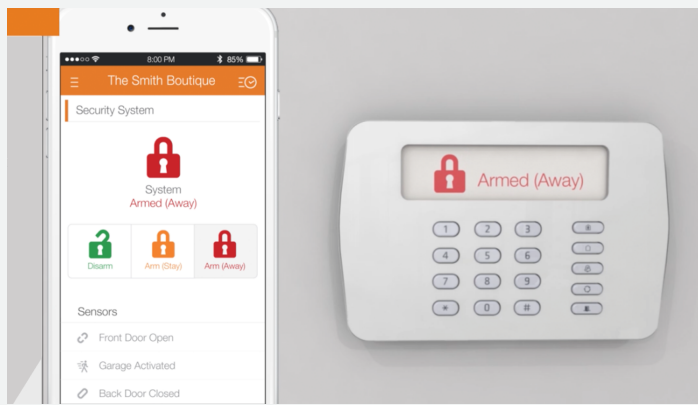 8:00 PM
85%
The Smith Boutique
Security System
System
Armed (Away)
Disarm
Arm (Stay)
Arm (Away)
Sensors
Front Door Open
Garage Activated
Back Door Closed
Armed (Away)
1 2 3
4 5 6
7 8 9
* 0 #